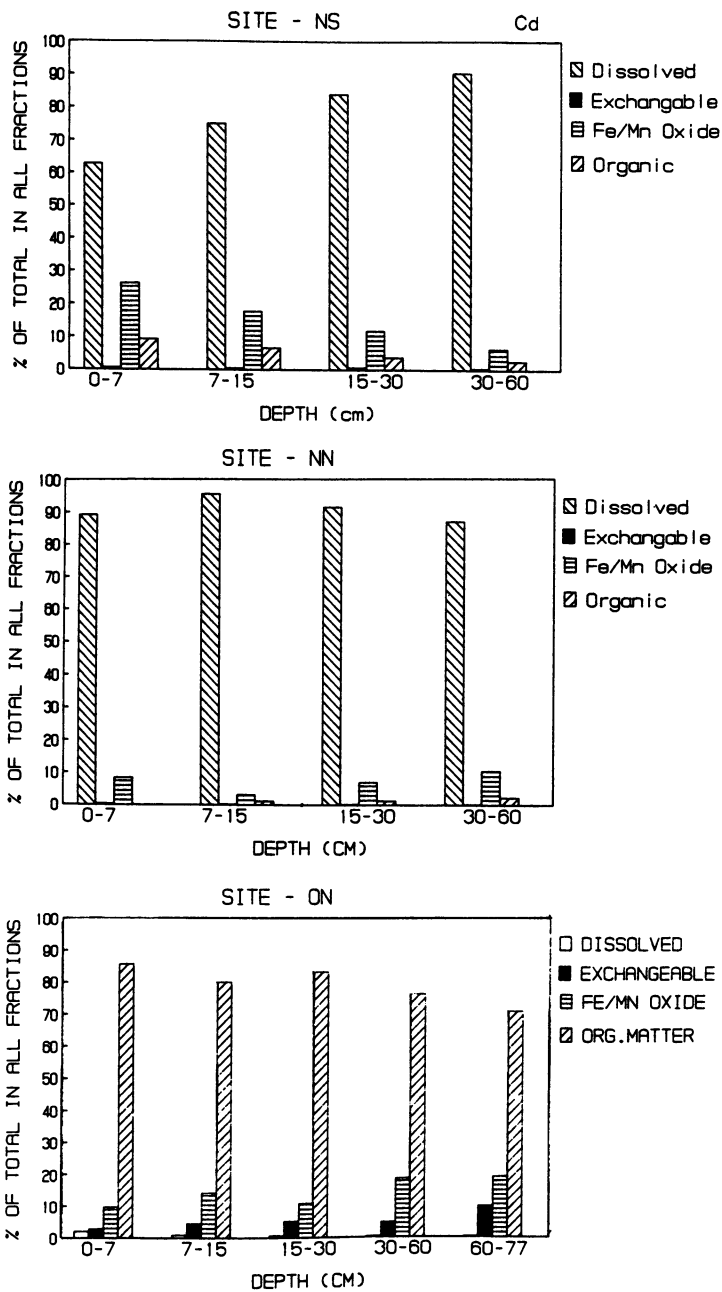 SITE - NS
Cd
% OF TOTAL IN ALL FRACTIONS
100
90
80
70
60
50
40
30
20
10
0
0-7
7-15
15-30
30-60
DEPTH (cm)
Dissolved
Exchangable
Fe/Mn Oxide
Organic
SITE - NN
% OF TOTAL IN ALL FRACTIONS
100
90
80
70
60
50
40
30
20
10
0
0-7
7-15
15-30
30-60
DEPTH (CM)
Dissolved
Exchangable
Fe/Mn Oxide
Organic
SITE - ON
% OF TOTAL IN ALL FRACTIONS
100
90
80
70
60
50
40
30
20
10
0
0-7
7-15
15-30
30-60
60-77
DEPTH (CM)
DISSOLVED
EXCHANGEABLE
FE/MN OXIDE
ORG.MATTER